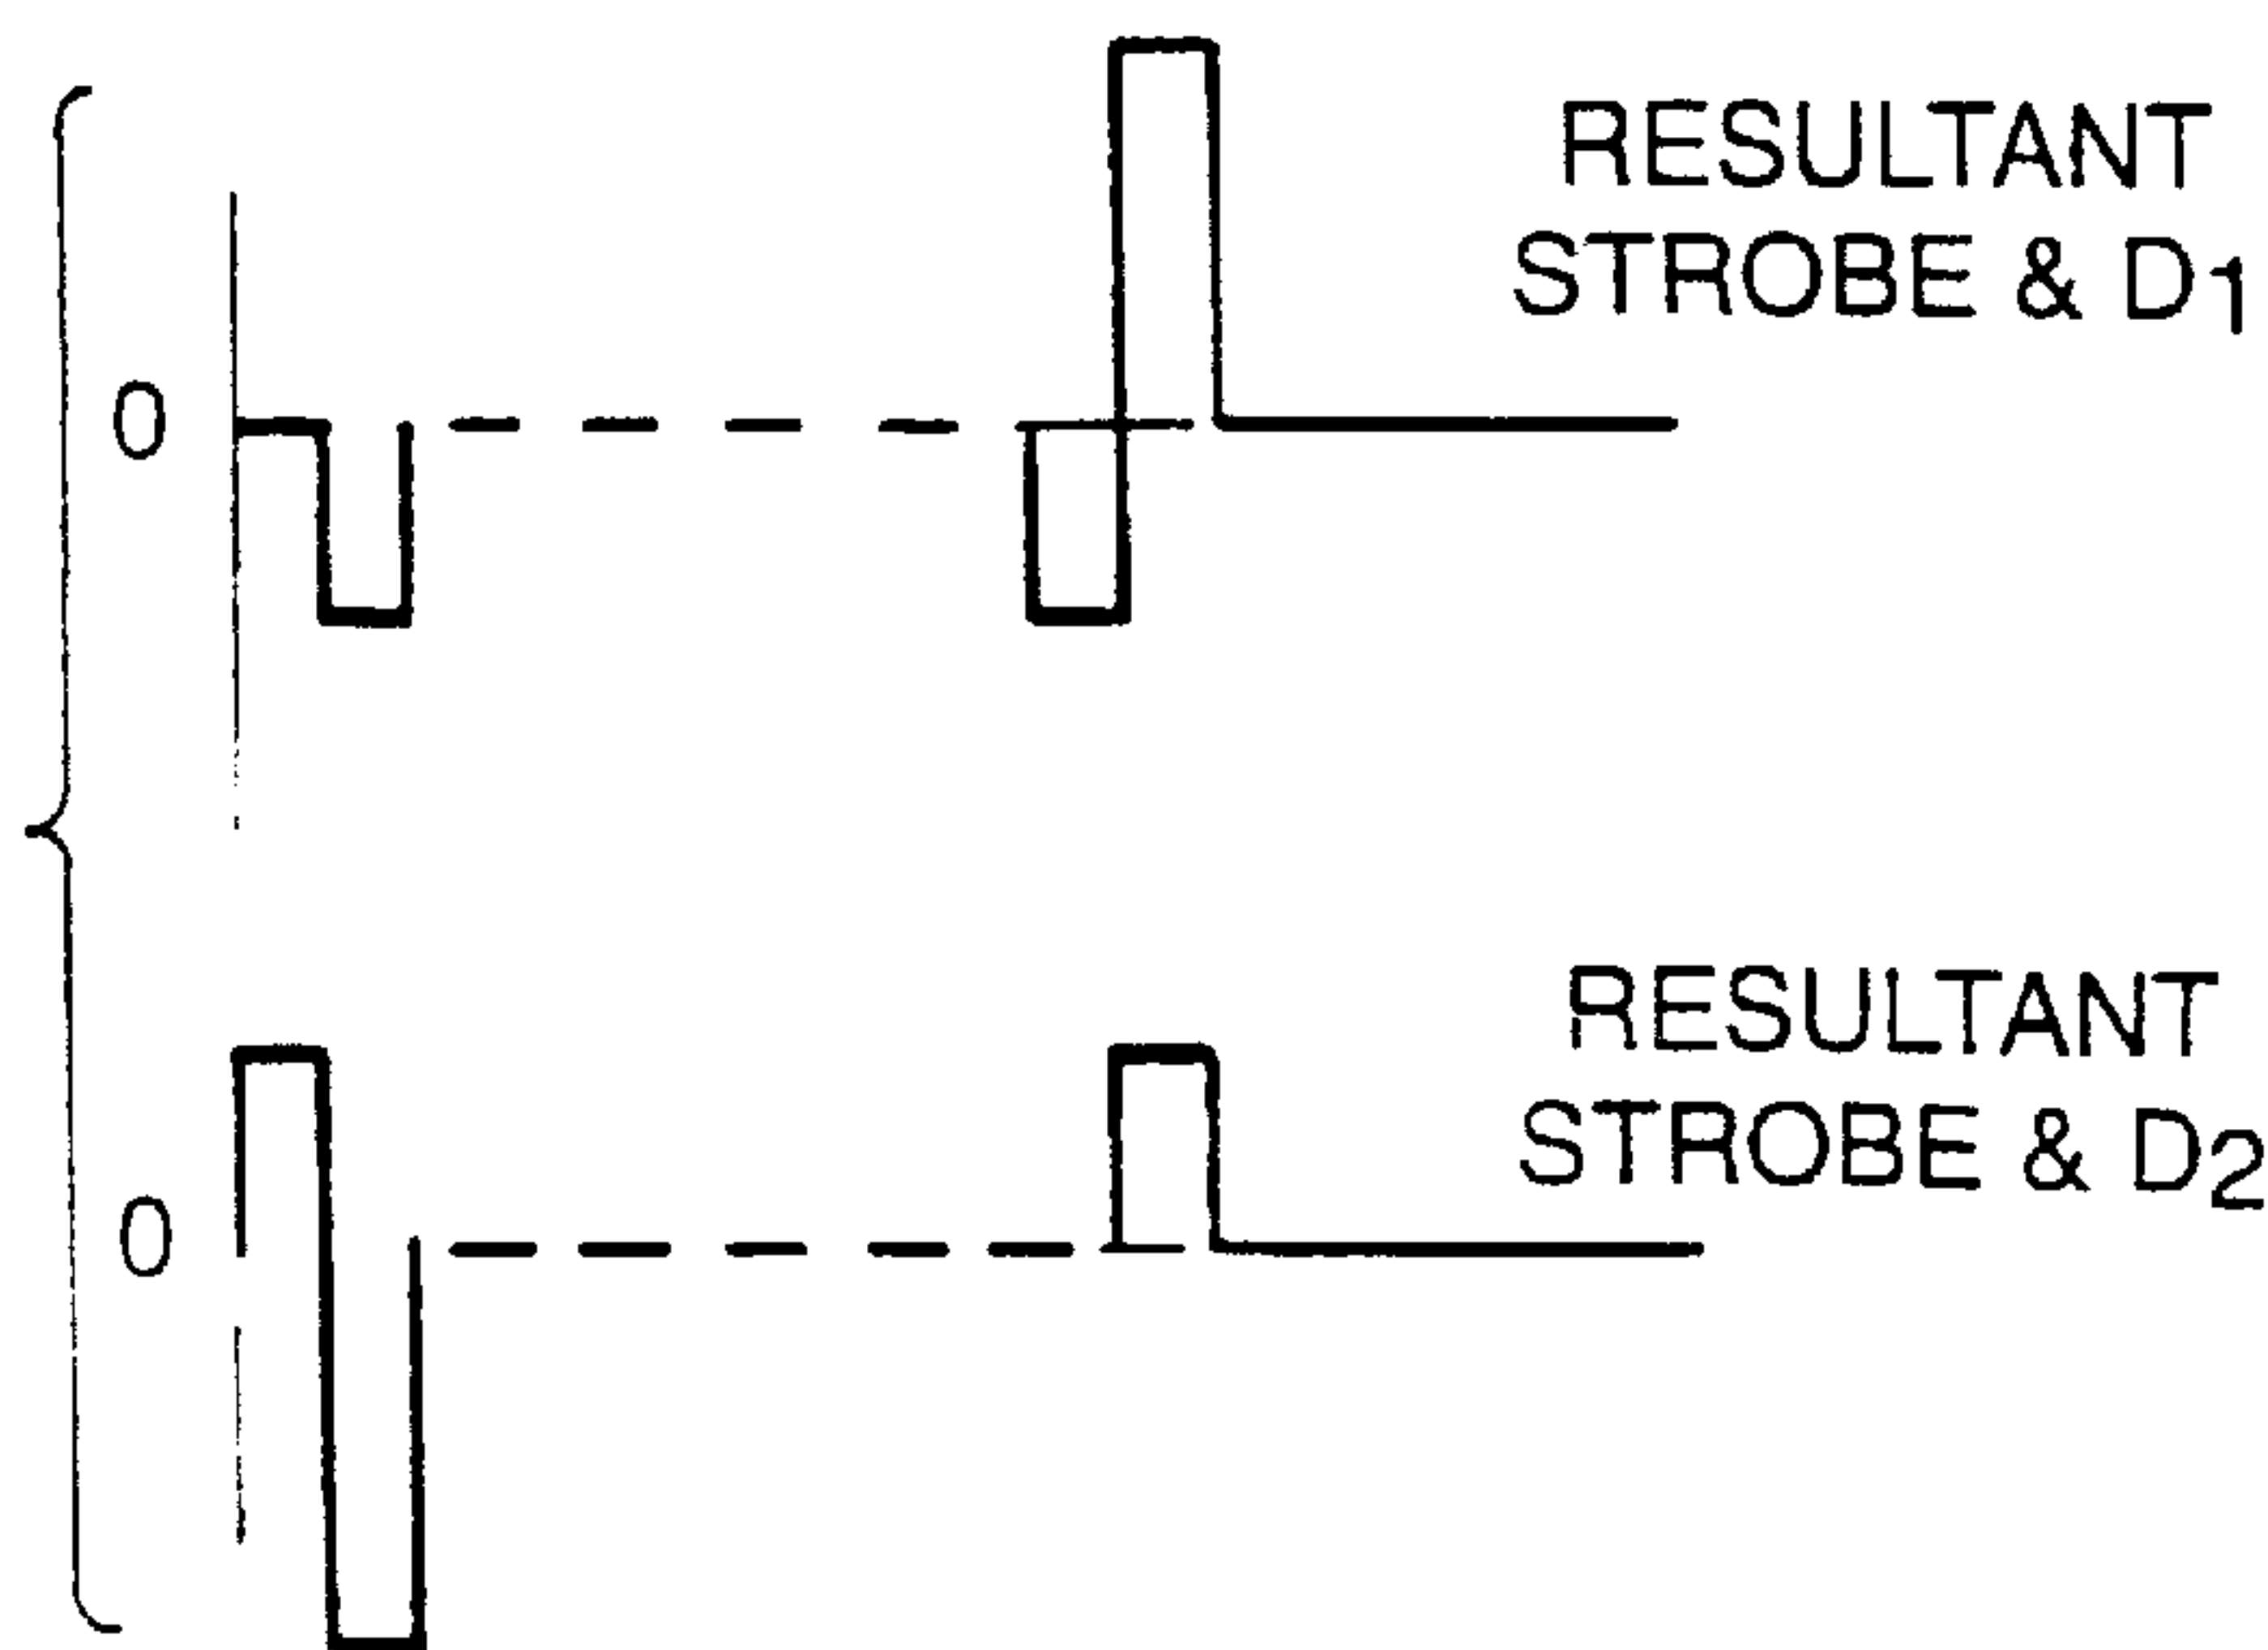 RESULTANT
STROBE & D1
0
RESULTANT
STROBE & D2
0